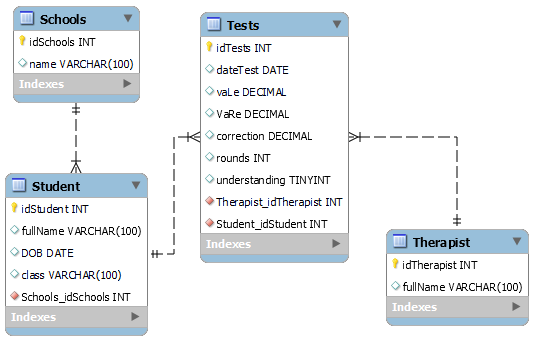 Schools
idSchools INT
name VARCHAR(100)
Indexes
Tests
idTests INT
dateTest DATE
vaLe DECIMAL
VaRe DECIMAL
correction DECIMAL
rounds INT
understanding TINYINT
Therapist_idTherapist INT
Student_idStudent INT
Indexes
Student
idStudent INT
fullName VARCHAR(100)
DOB DATE
class VARCHAR(100)
Schools_idSchools INT
Indexes
Therapist
idTherapist INT
fullName VARCHAR(100)
Indexes